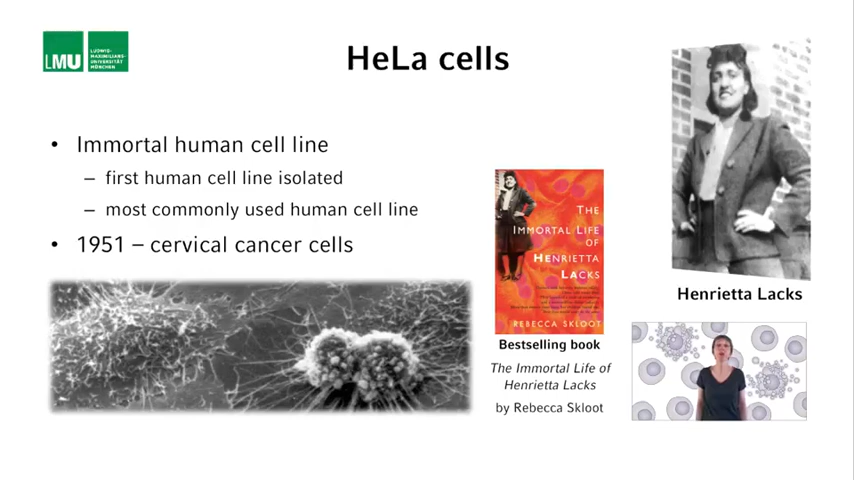 LMU
LUDWIG-
MAXIMILIANS-
UNIVERSITÄT
MÜNCHEN
HeLa cells
• Immortal human cell line
– first human cell line isolated
– most commonly used human cell line
• 1951 – cervical cancer cells
THE
IMMORTAL LIFE
OF
HENRIETTA
LACKS
REBECCA SKLOOT
Bestselling book
The Immortal Life of
Henrietta Lacks
by Rebecca Skloot
Henrietta Lacks